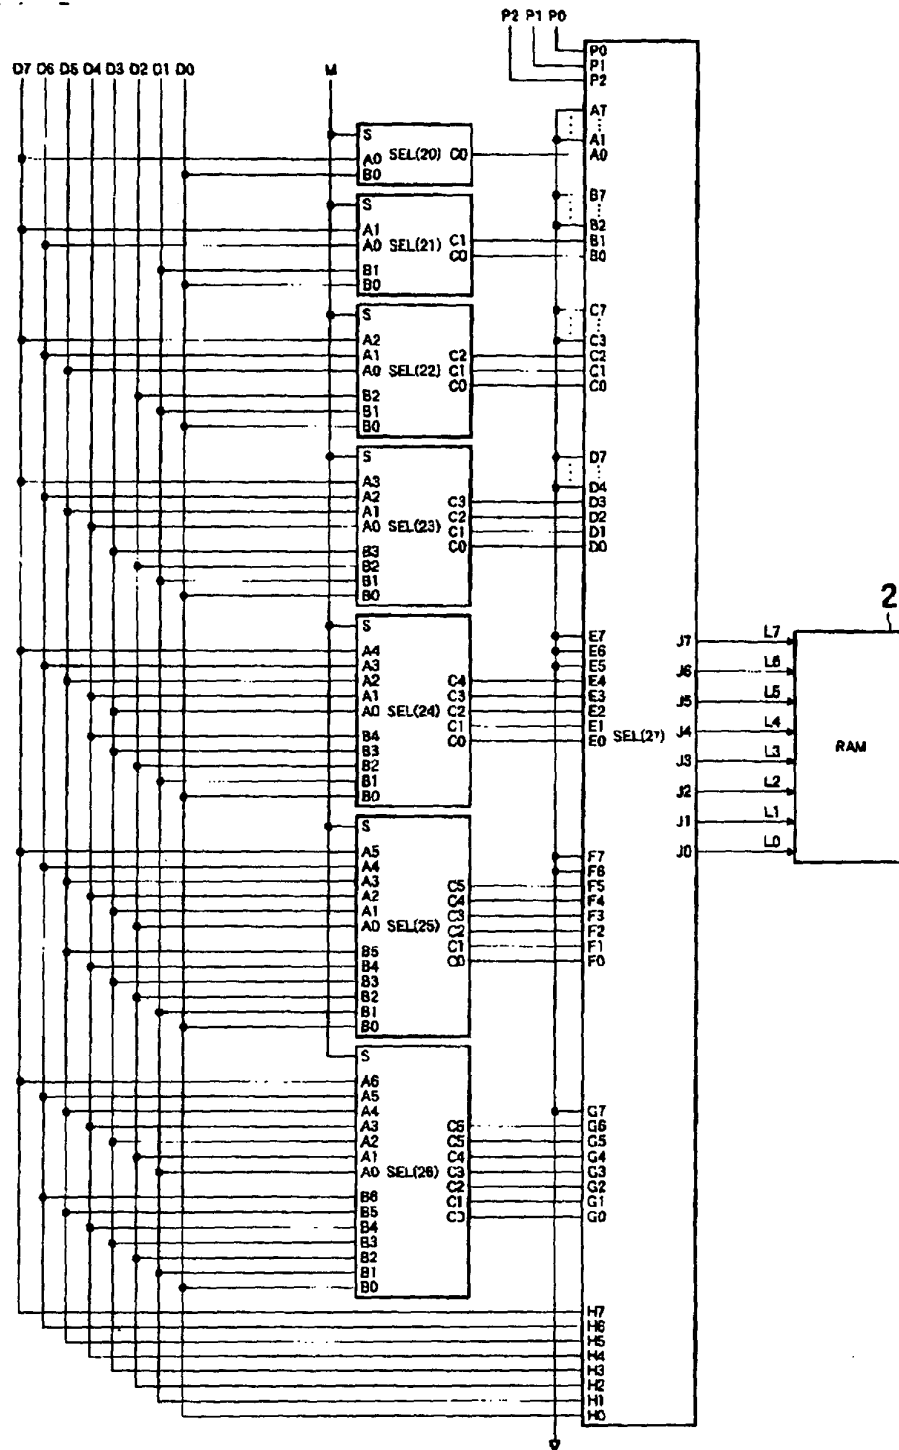 P2 P1 P0
D7 D6 D5 D4 D3 D2 D1 D0
M
P0
P1
P2
A7
A1
A0
S
A0
B0
SEL(20)
C0
B7
B2
B1
B0
S
A1
A0
B1
B0
SEL(21)
C1
C0
C7
C3
C2
C1
C0
S
A2
A1
A0
B2
B1
B0
SEL(22)
C2
C1
C0
D7
D4
D3
D2
D1
D0
S
A3
A2
A1
A0
B3
B2
B1
B0
SEL(23)
C3
C2
C1
C0
E7
E6
E5
E4
E3
E2
E1
E0
S
A4
A3
A2
A1
A0
B4
B3
B2
B1
B0
SEL(24)
C4
C3
C2
C1
C0
SEL(27)
J7
J6
J5
J4
J3
J2
J1
J0
L7
L6
L5
L4
L3
L2
L1
L0
2
RAM
S
A5
A4
A3
A2
A1
A0
B5
B4
B3
B2
B1
B0
SEL(25)
C5
C4
C3
C2
C1
C0
F7
F6
F5
F4
F3
F2
F1
F0
S
A6
A5
A4
A3
A2
A1
A0
B6
B5
B4
B3
B2
B1
B0
SEL(26)
C6
C5
C4
C3
C2
C1
C0
G7
G6
G5
G4
G3
G2
G1
G0
H7
H6
H5
H4
H3
H2
H1
H0